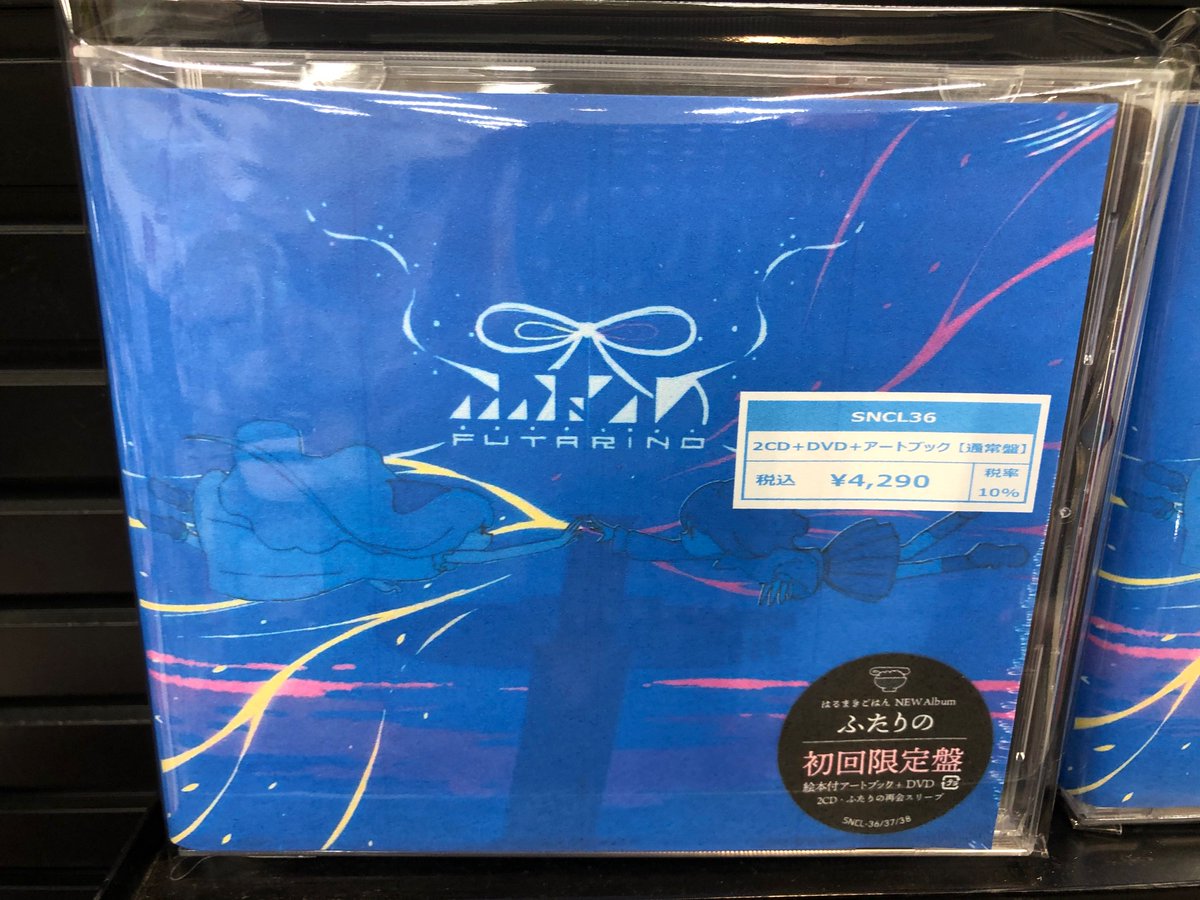 FUTARINO
SNCL36
2CD+DVD+アートブック [通常盤]
税込 ¥4,290
税率
10%
はるまきごはん NEW Album
ふたりの
初回限定盤
絵本付アートブック+DVD
2CD・ふたりの再会スリーブ
SNCL-36/37/38